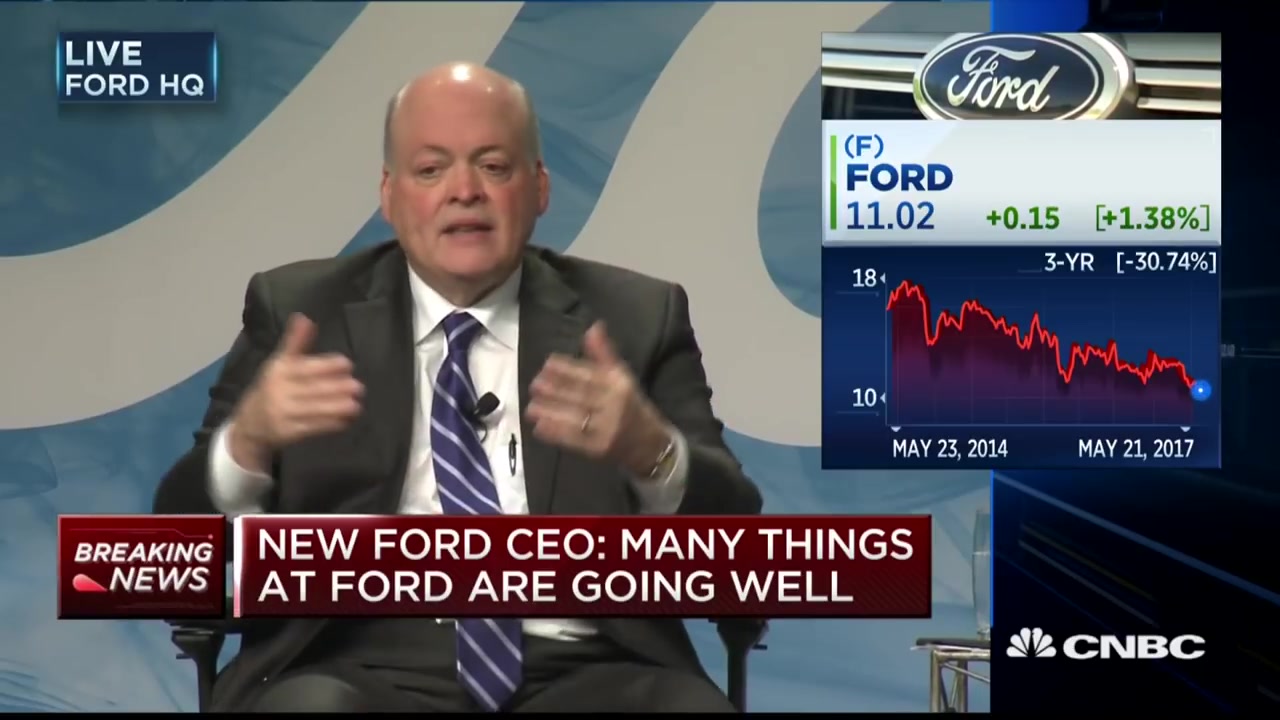 LIVE
FORD HQ
Ford
(F)
FORD
11.02 +0.15 [+1.38%]
3-YR [-30.74%]
18
10
MAY 23, 2014 MAY 21, 2017
BREAKING
NEWS
NEW FORD CEO: MANY THINGS
AT FORD ARE GOING WELL
CNBC